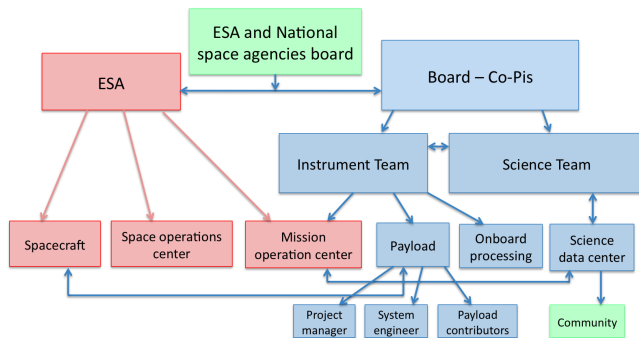 ESA and National
space agencies board
ESA
Board – Co-Pis
Instrument Team
Science Team
Spacecraft
Space operations
center
Mission
operation center
Payload
Onboard
processing
Science
data center
Project
manager
System
engineer
Payload
contributors
Community